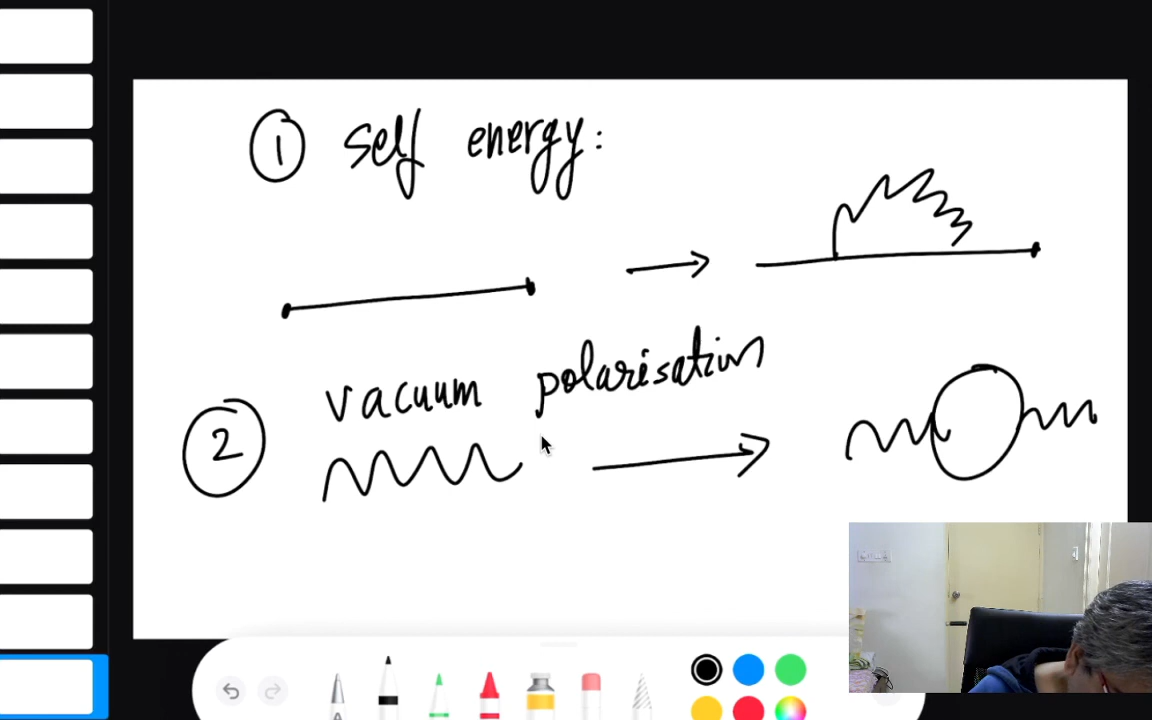 ① self energy:
② vacuum polarisation